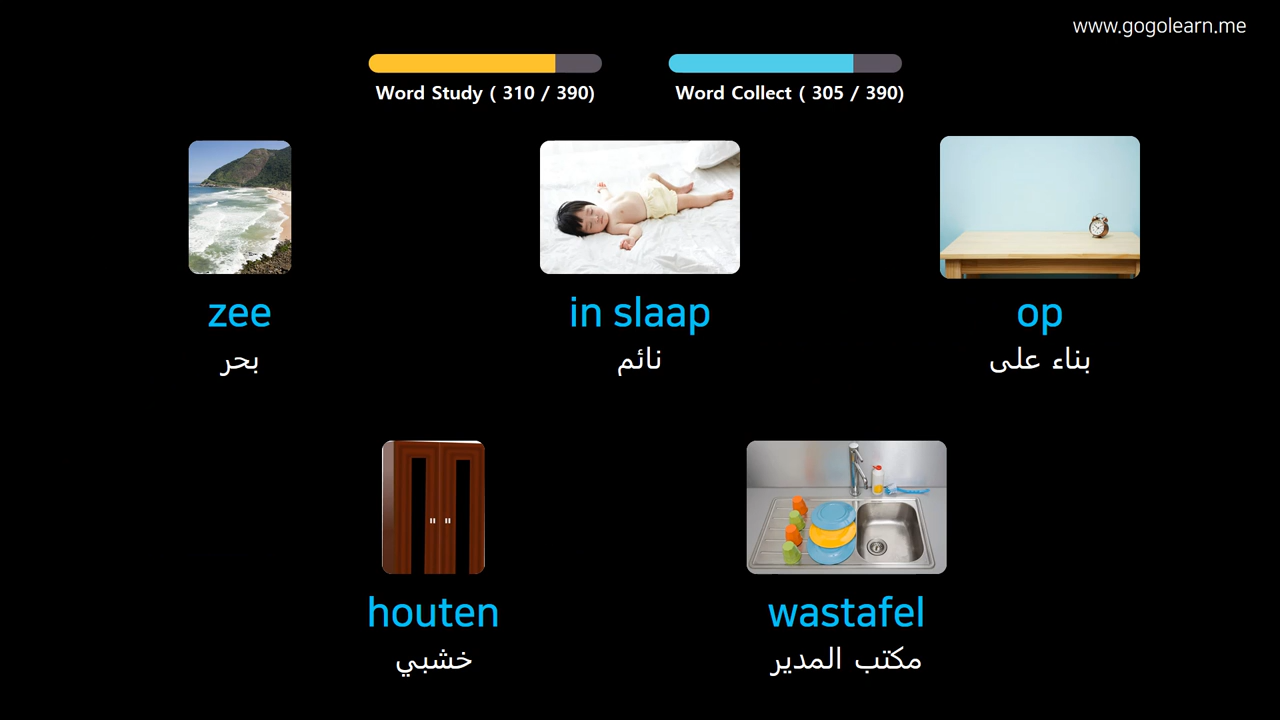 www.gogolearn.me
Word Study ( 310 / 390)
Word Collect ( 305 / 390)
zee
بحر
in slaap
نائم
op
بناء على
houten
خشبي
wastafel
مكتب المدير